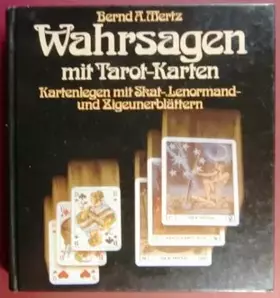 Bernd A. Mertz
Wahrsagen
mit Tarot-Karten
Kartenlegen mit Skat-, Lenormand-
und Zigeunerblättern